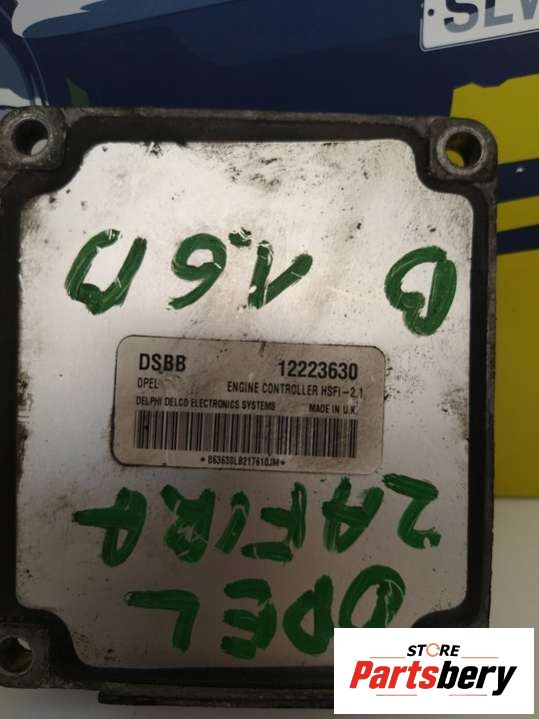 1.6
DSBB 12223630
OPEL ENGINE CONTROLLER HSFI-2.1
DELPHI DELCO ELECTRONICS SYSTEMS MADE IN U.K.
*863630LB217610JM*
ZAFIRA
OPEL
STORE
Partsbery